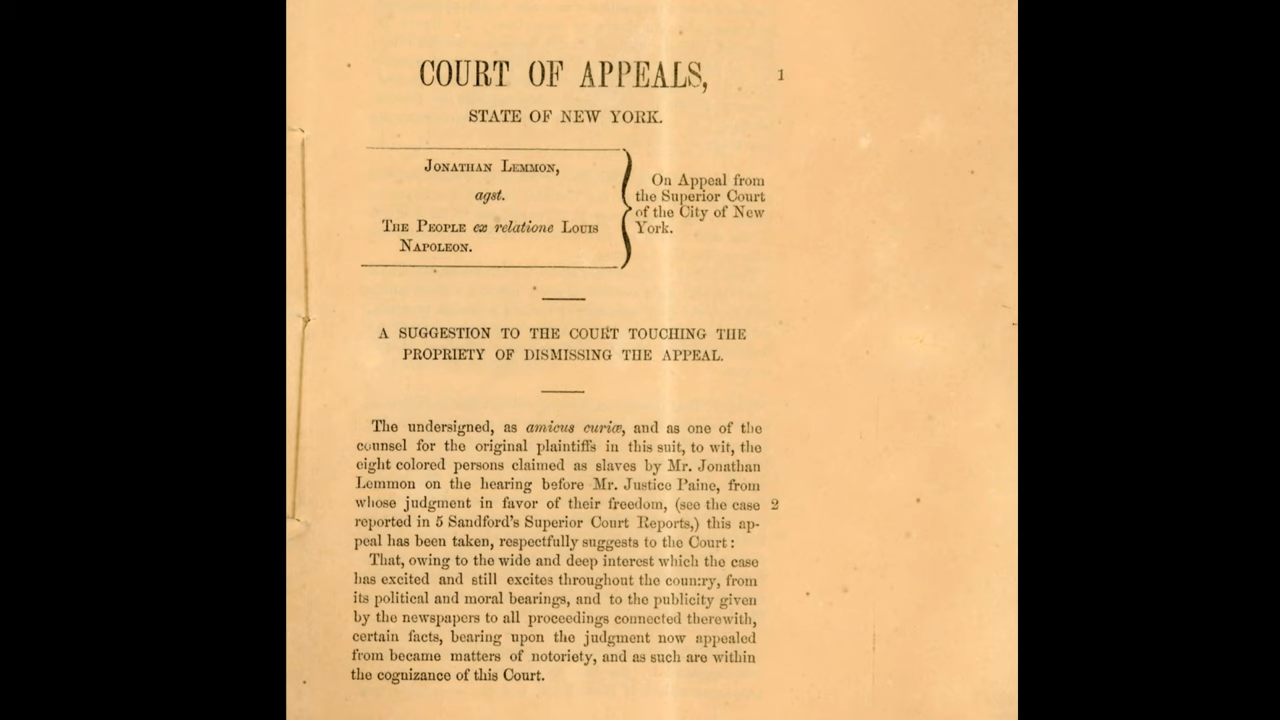 COURT OF APPEALS,
1
STATE OF NEW YORK.
JONATHAN LEMMON,
agst.
THE PEOPLE ex relatione LOUIS
NAPOLEON.
On Appeal from
the Superior Court
of the City of New
York.
A SUGGESTION TO THE COURT TOUCHING THE
PROPRIETY OF DISMISSING THE APPEAL.
The undersigned, as amicus curiæ, and as one of the
counsel for the original plaintiffs in this suit, to wit, the
eight colored persons claimed as slaves by Mr. Jonathan
Lemmon on the hearing before Mr. Justice Paine, from
whose judgment in favor of their freedom, (see the case 2
reported in 5 Sandford's Superior Court Reports,) this ap-
peal has been taken, respectfully suggests to the Court :
That, owing to the wide and deep interest which the case
has excited and still excites throughout the country, from
its political and moral bearings, and to the publicity given
by the newspapers to all proceedings connected therewith,
certain facts, bearing upon the judgment now appealed
from became matters of notoriety, and as such are within
the cognizance of this Court.